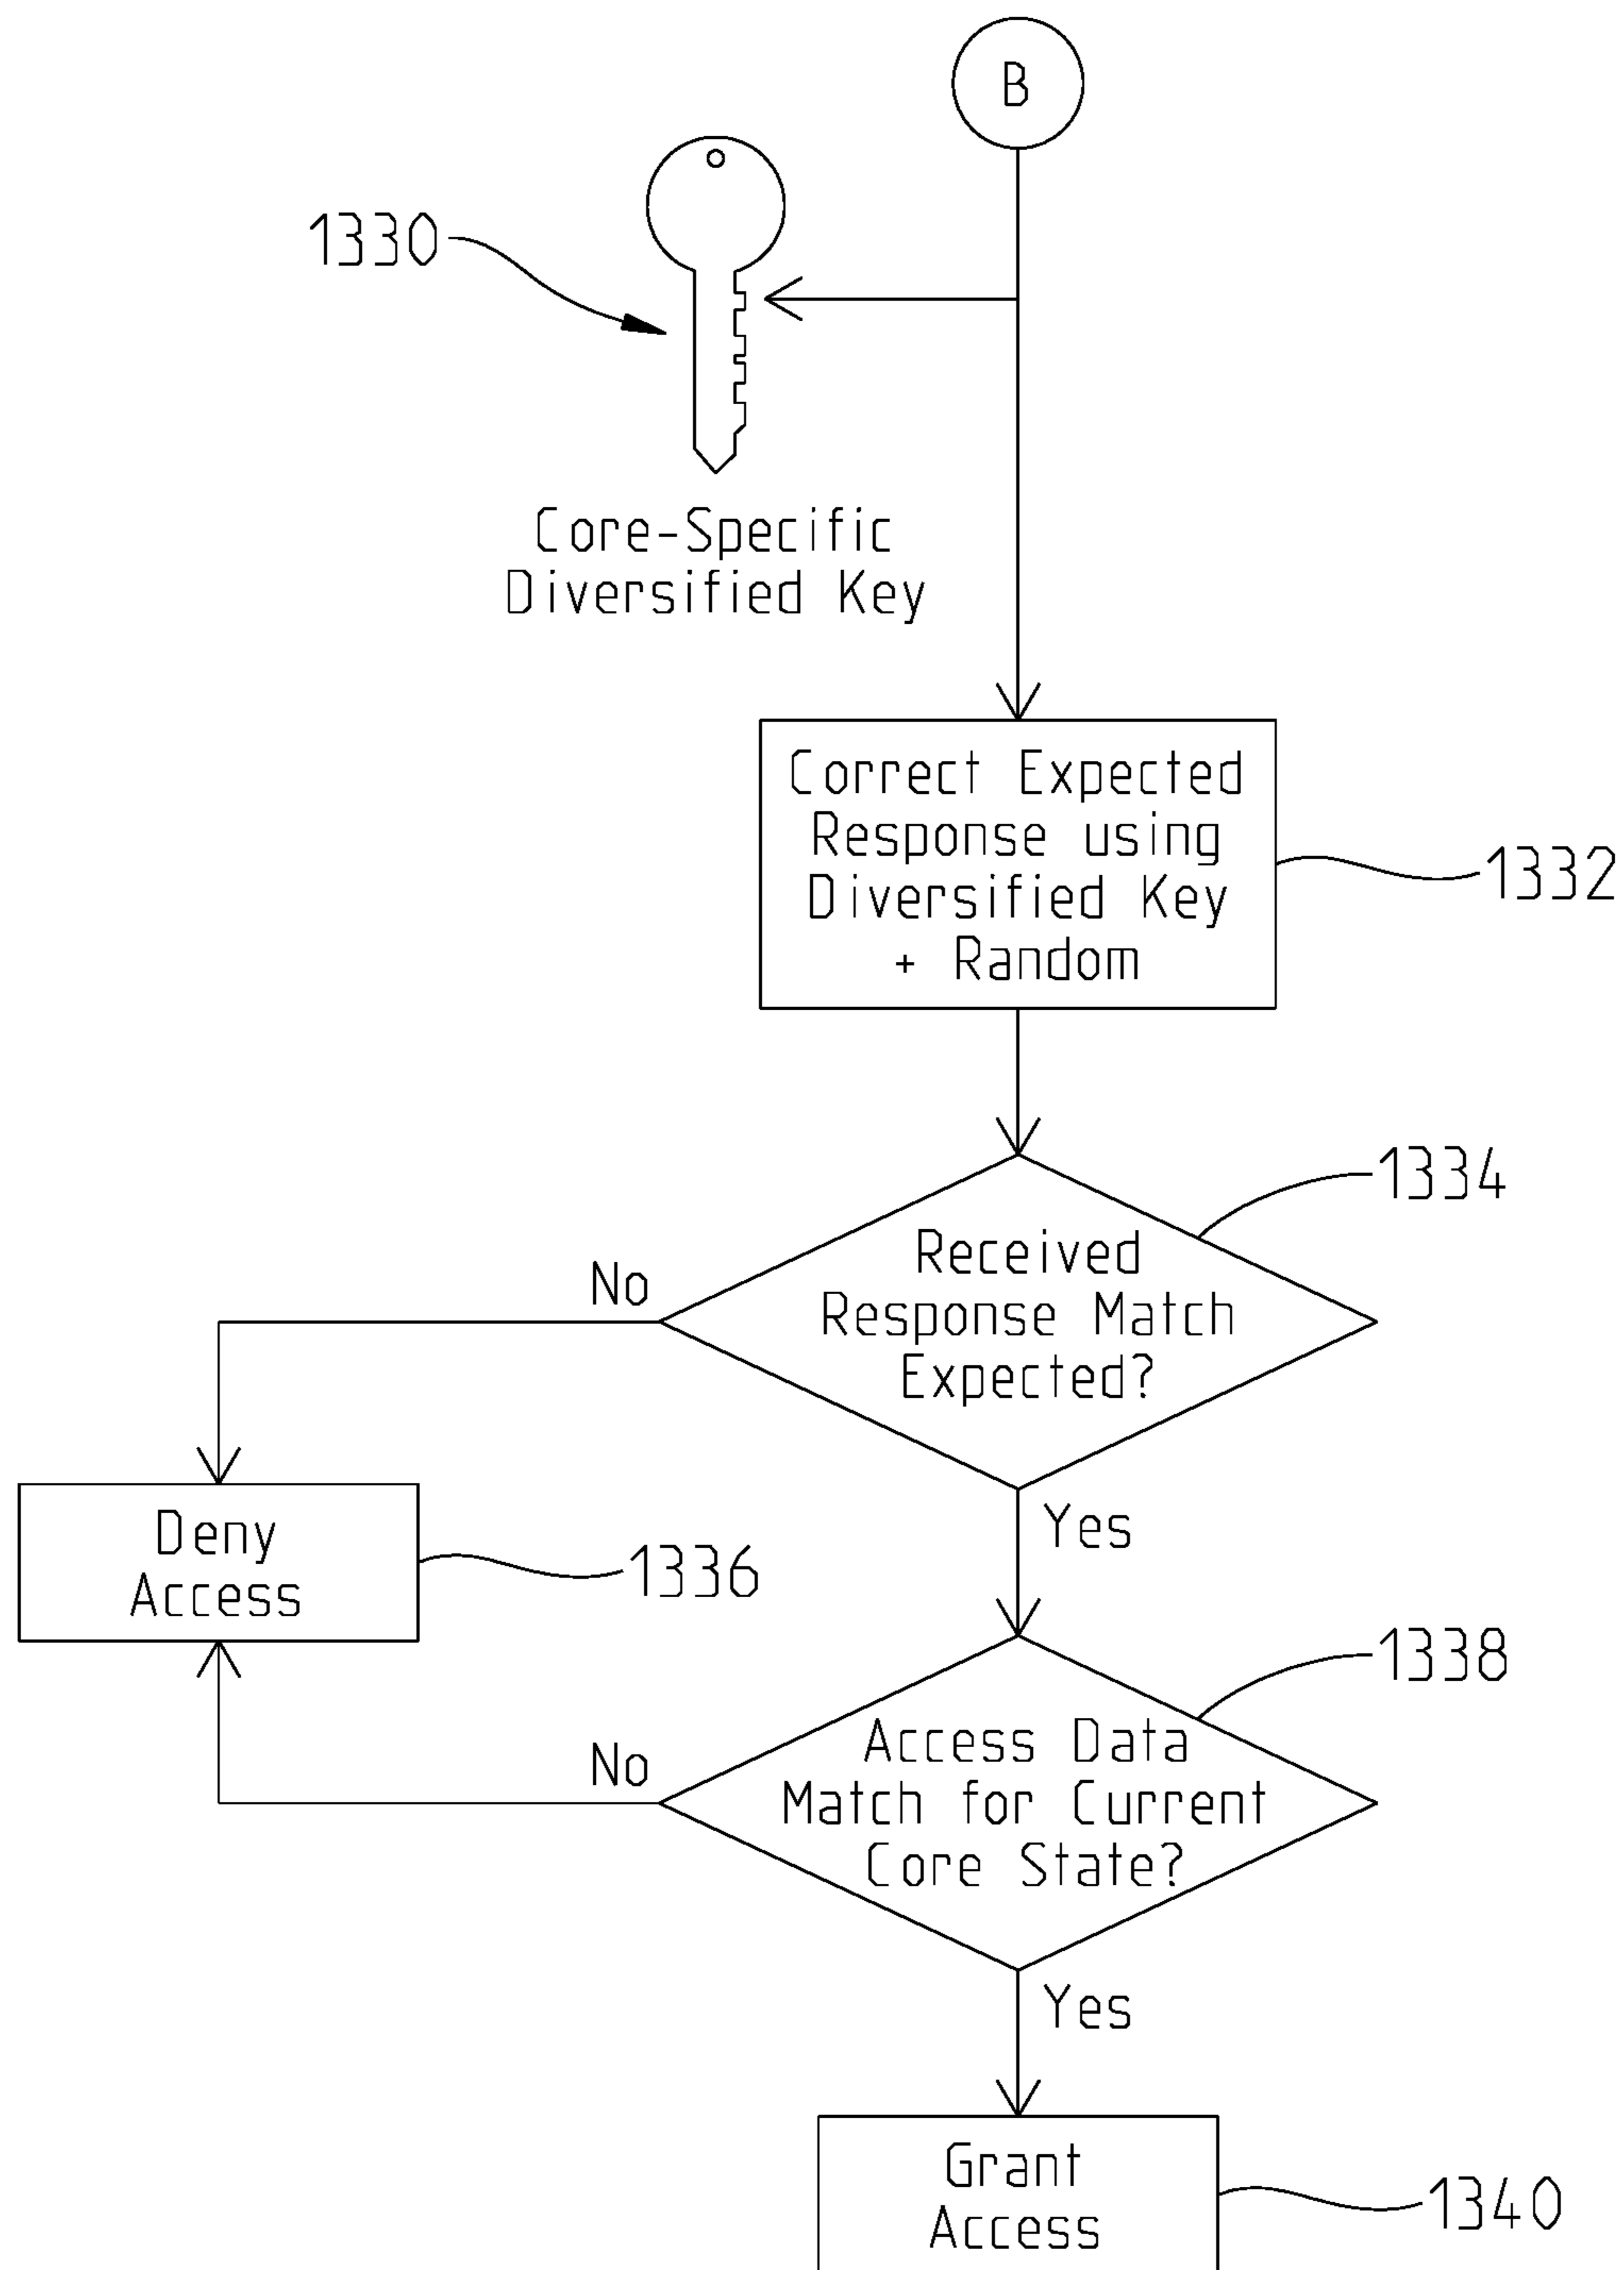 B
1330
Core-Specific
Diversified Key
Correct Expected
Response using
Diversified Key
+ Random
1332
1334
Received
Response Match
Expected?
No
Yes
Deny
Access
1336
1338
Access Data
Match for Current
Core State?
No
Yes
Grant
Access
1340